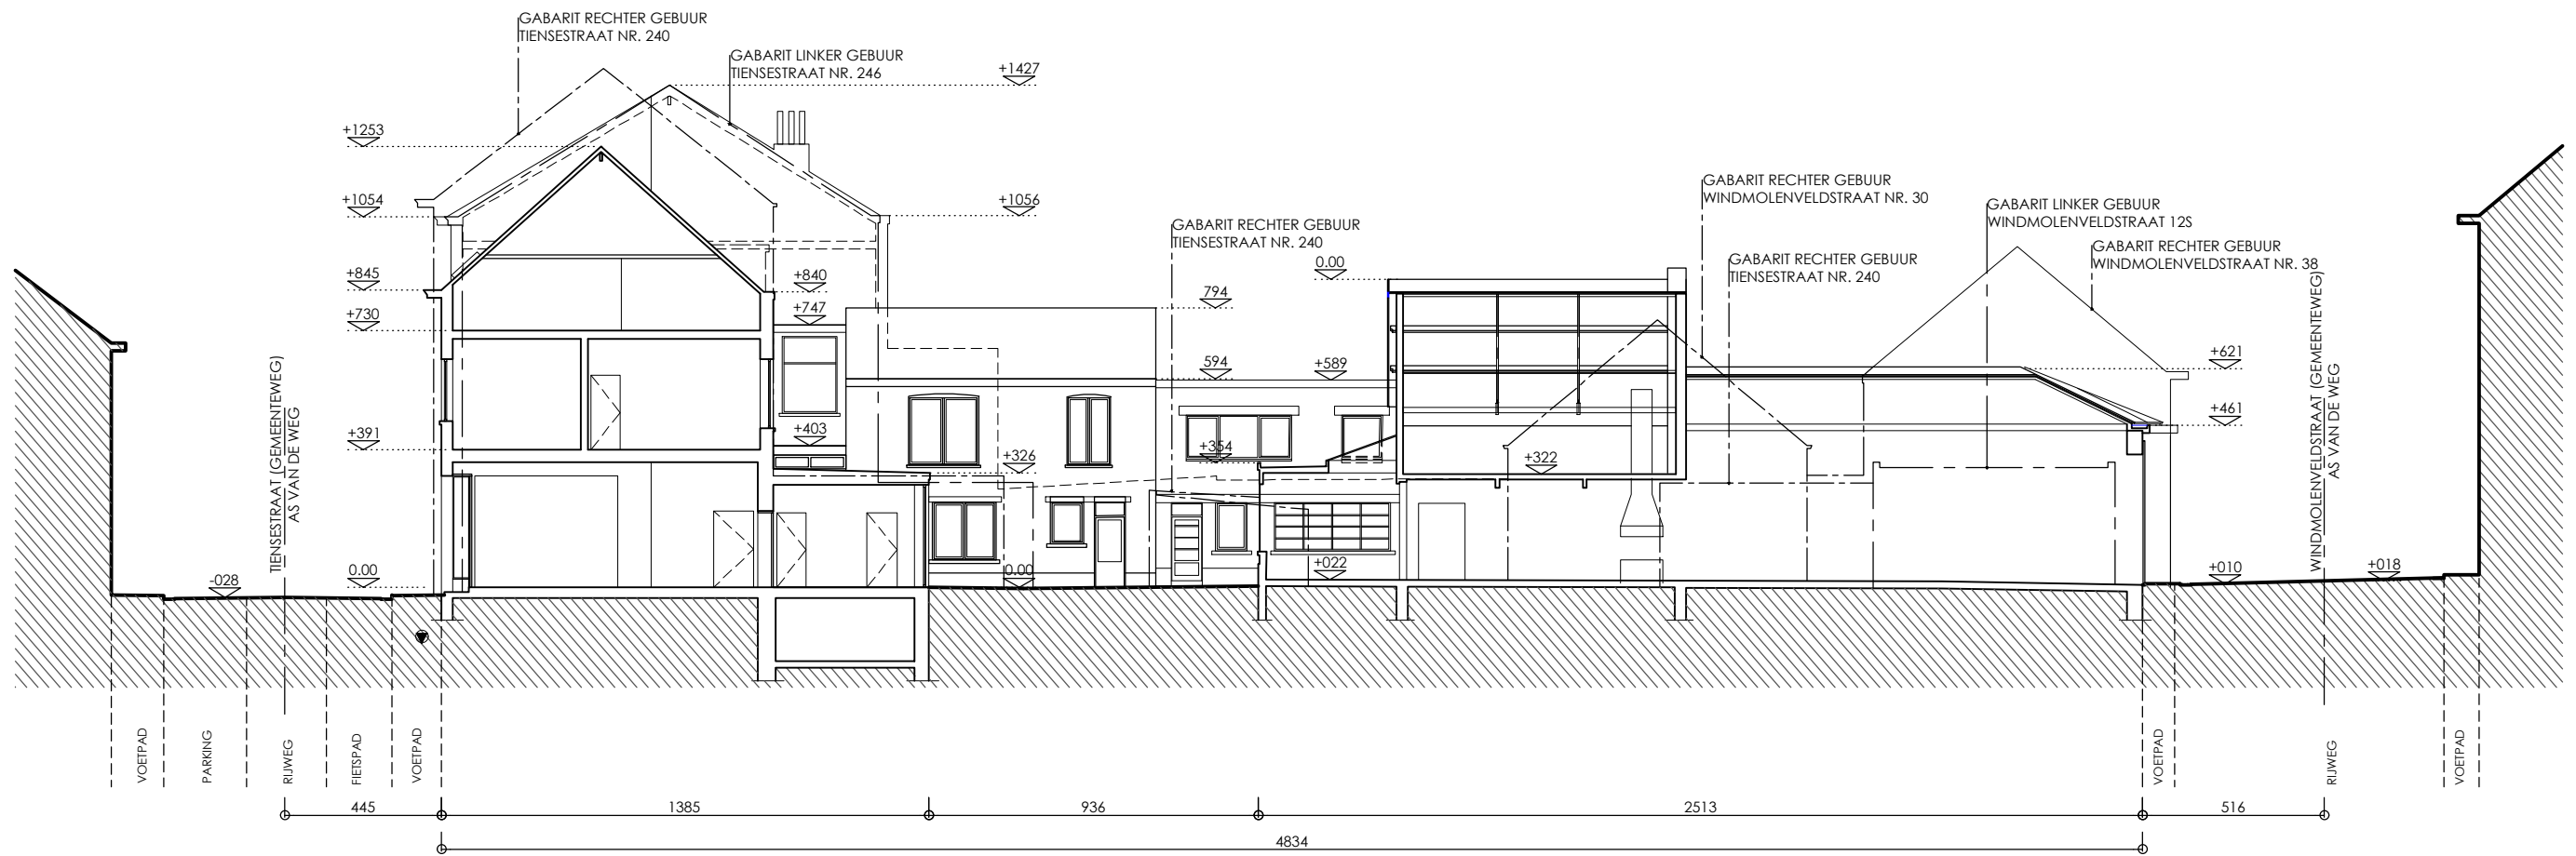 GABARIT RECHTER GEBUUR
TIENSESTRAAT NR. 240
GABARIT LINKER GEBUUR
TIENSESTRAAT NR. 246
+1427
+1253
+1054
+1056
GABARIT RECHTER GEBUUR
TIENSESTRAAT NR. 240
GABARIT RECHTER GEBUUR
WINDMOLENVELDSTRAAT NR. 30
GABARIT LINKER GEBUUR
WINDMOLENVELDSTRAAT 12S
GABARIT RECHTER GEBUUR
WINDMOLENVELDSTRAAT NR. 38
GABARIT RECHTER GEBUUR
TIENSESTRAAT NR. 240
+845
+840
0.00
794
+730
+747
594
+589
+621
+461
+391
+403
+326
+354
+322
TIENSESTRAAT (GEMEENTEWEG)
AS VAN DE WEG
WINDMOLENVELDSTRAAT (GEMEENTEWEG)
AS VAN DE WEG
-028
0.00
0.00
+022
+010
+018
VOETPAD
PARKING
RIJWEG
FIETSPAD
VOETPAD
VOETPAD
RIJWEG
VOETPAD
445
1385
936
2513
516
4834